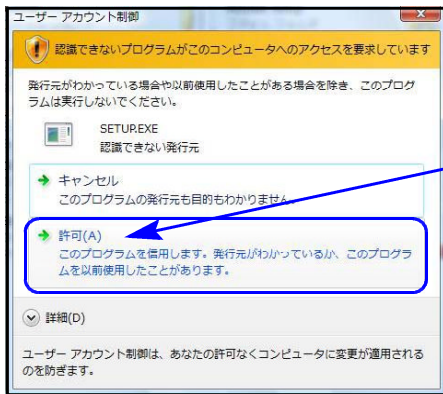 ユーザー アカウント制御
認識できないプログラムがこのコンピュータへのアクセスを要求しています
発行元がわかっている場合や以前使用したことがある場合を除き、このプログ
ラムは実行しないでください。
SETUP.EXE
認識できない発行元
キャンセル
このプログラムの発行元も目的もわかりません。
許可(A)
このプログラムを信用します。発行元がわかっているか、このプログラ
ムを以前使用したことがあります。
詳細(D)
ユーザー アカウント制御は、あなたの許可なくコンピュータに変更が適用される
のを防ぎます。